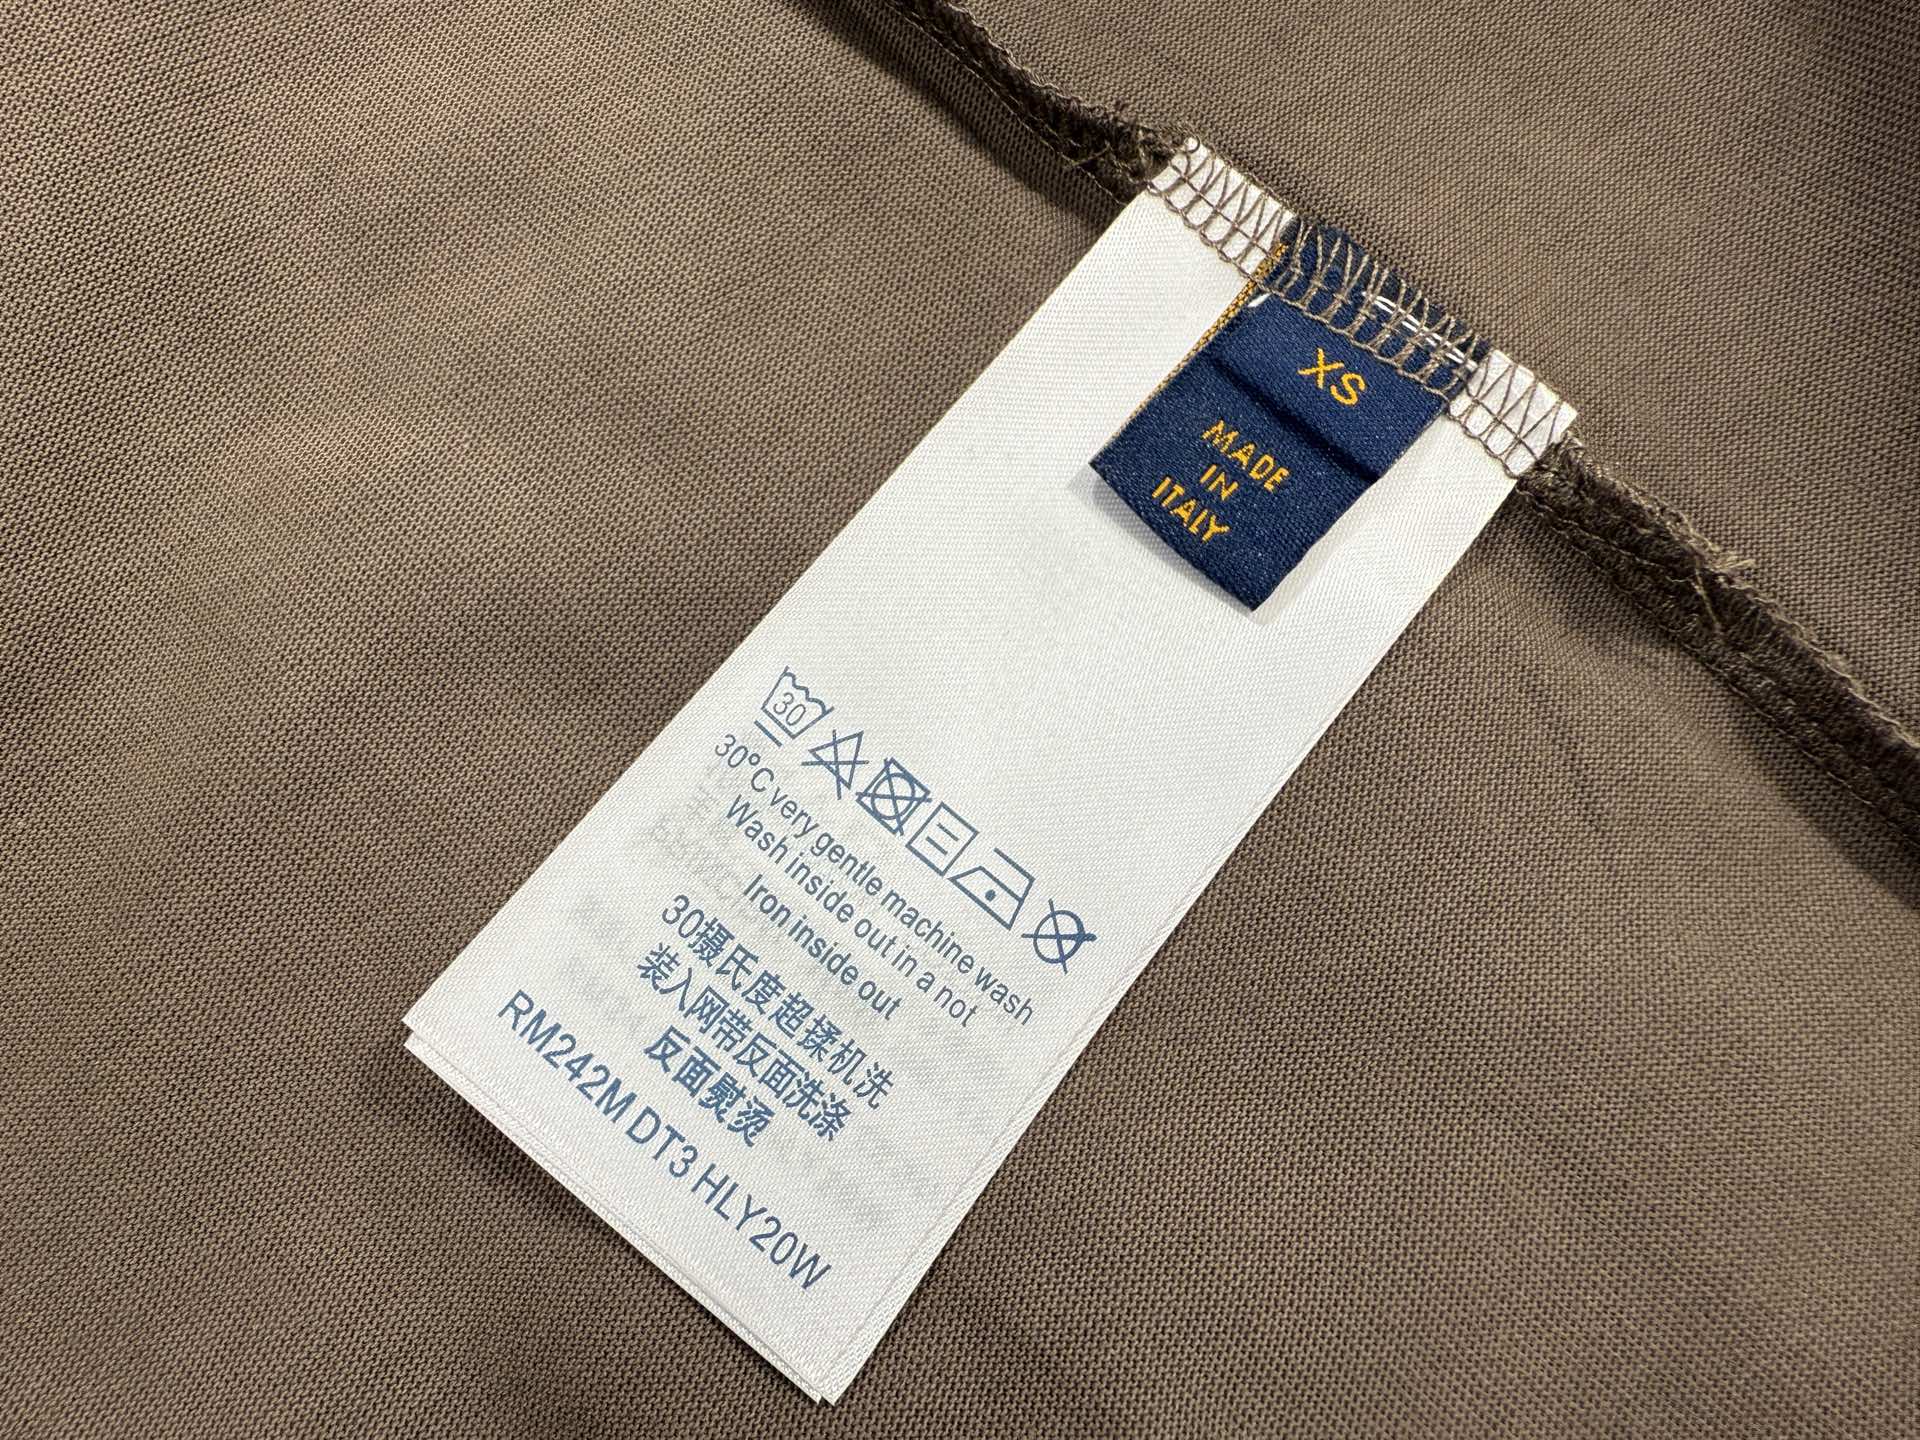 XS
MADE
IN
ITALY
30
30°C very gentle machine wash
Wash inside out in a not
Iron inside out
30摄氏度超揉机洗
装入网带反面洗涤
反面熨烫
RM242M DT3 HLY20W